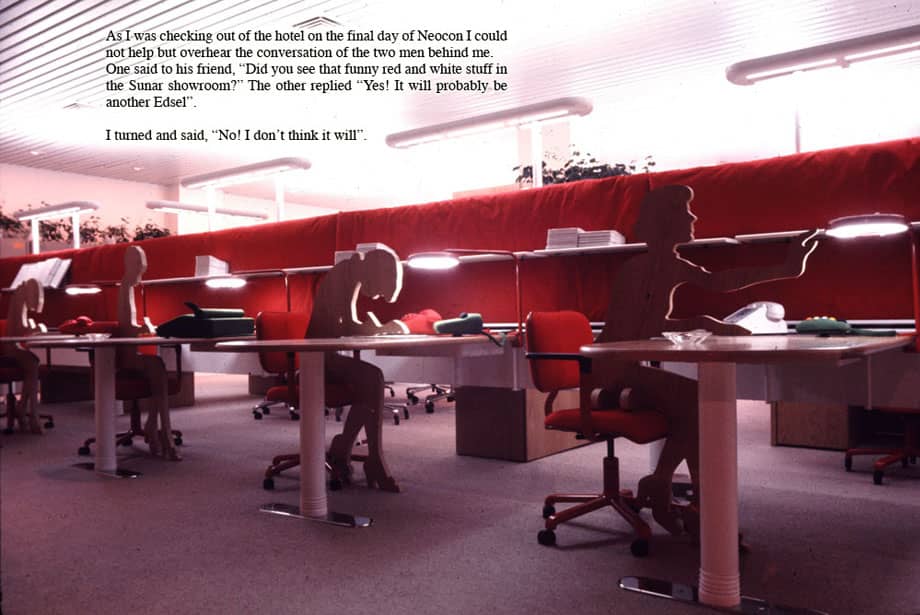 As I was checking out of the hotel on the final day of Neocon I could
not help but overhear the conversation of the two men behind me.
One said to his friend, “Did you see that funny red and white stuff in
the Sunar showroom?” The other replied “Yes! It will probably be
another Edsel”.
I turned and said, “No! I don’t think it will”.